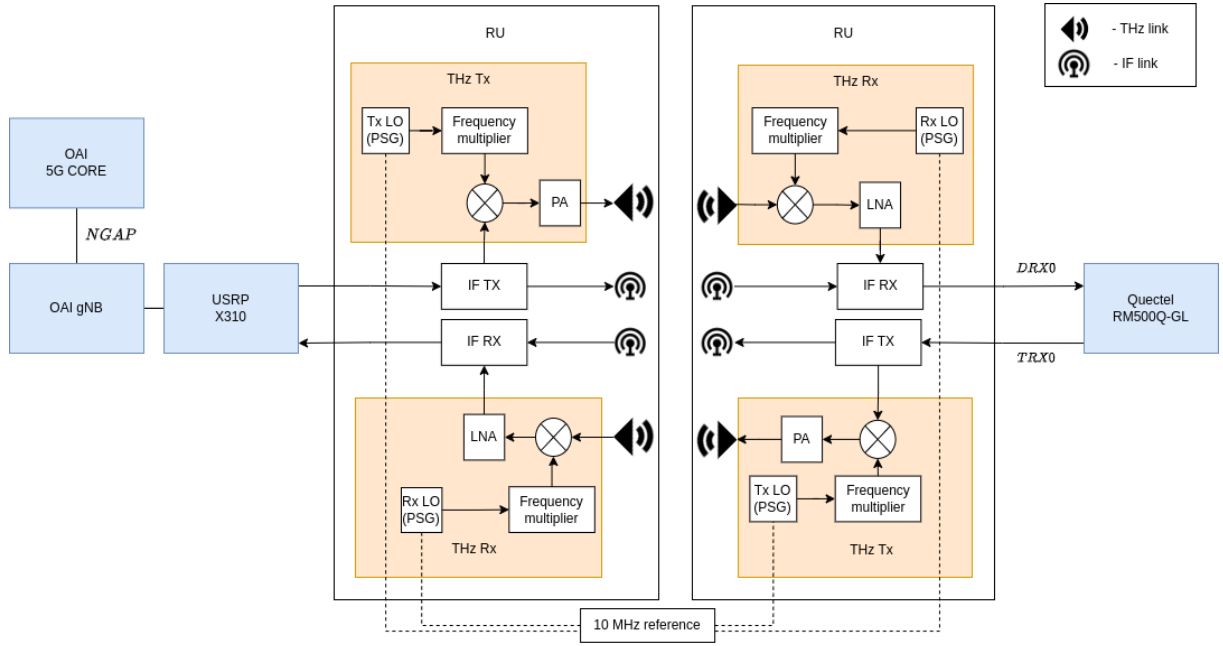 RU
RU
- THz link
- IF link
THz Tx
THz Rx
Tx LO
(PSG)
Frequency
multiplier
Frequency
multiplier
Rx LO
(PSG)
OAI
5G CORE
PA
LNA
NGAP
OAI gNB
USRP
X310
IF TX
IF RX
DRX0
Quectel
RM500Q-GL
IF RX
IF TX
TRX0
LNA
PA
Rx LO
(PSG)
Frequency
multiplier
Tx LO
(PSG)
Frequency
multiplier
THz Rx
THz Tx
10 MHz reference